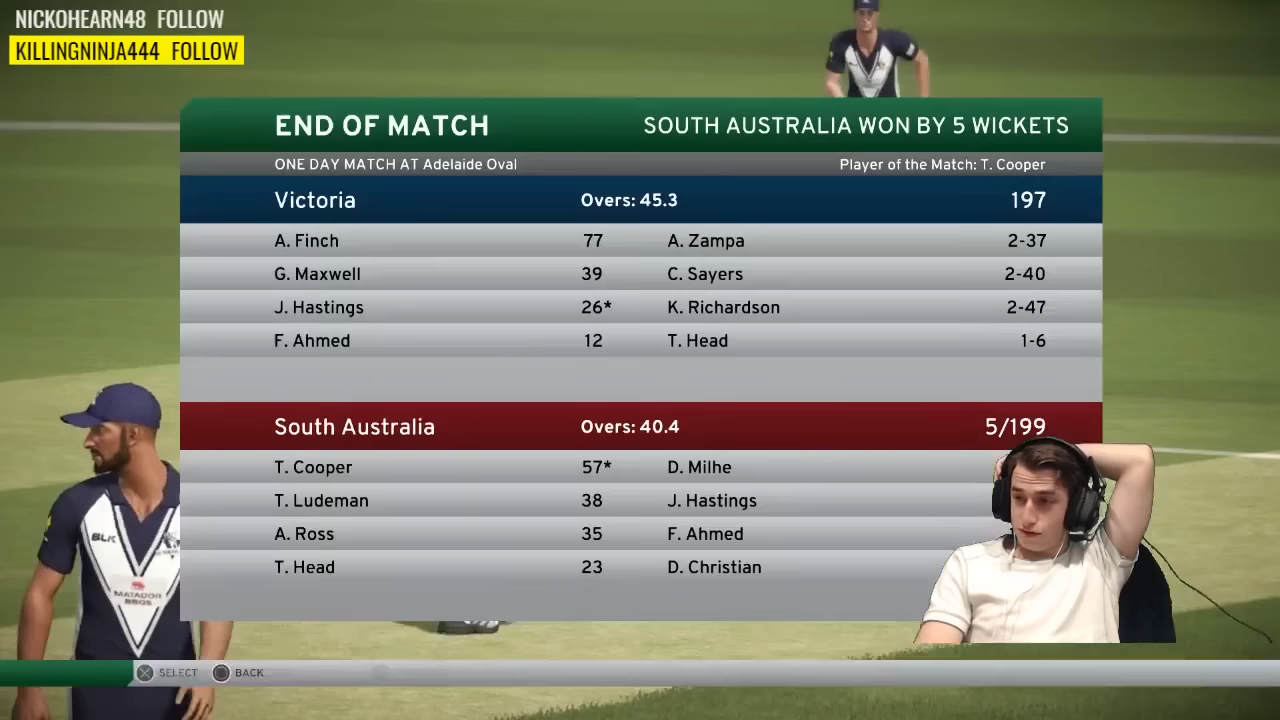 NICKOHEARN48 FOLLOW
KILLINGNINJA444 FOLLOW
END OF MATCH SOUTH AUSTRALIA WON BY 5 WICKETS
ONE DAY MATCH AT Adelaide Oval Player of the Match: T. Cooper
Victoria Overs: 45.3 197
A. Finch 77 A. Zampa 2-37
G. Maxwell 39 C. Sayers 2-40
J. Hastings 26* K. Richardson 2-47
F. Ahmed 12 T. Head 1-6
South Australia Overs: 40.4 5/199
T. Cooper 57* D. Milhe
T. Ludeman 38 J. Hastings
A. Ross 35 F. Ahmed
T. Head 23 D. Christian
BLK
MATADOR
BBQS
SELECT BACK